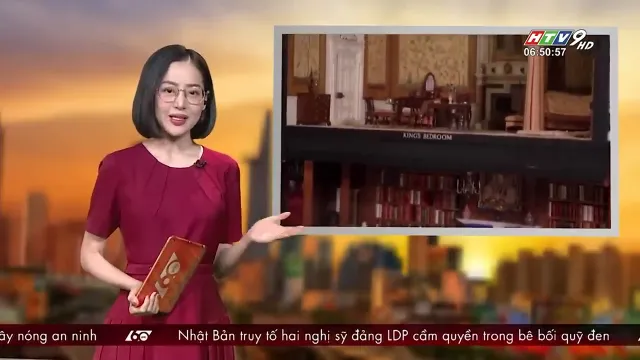 HTV9 HD
06:50:57
KING'S BEDROOM
ây nóng an ninh
60 Nhật Bản truy tố hai nghị sỹ đảng LDP cầm quyền trong bê bối quỹ đen